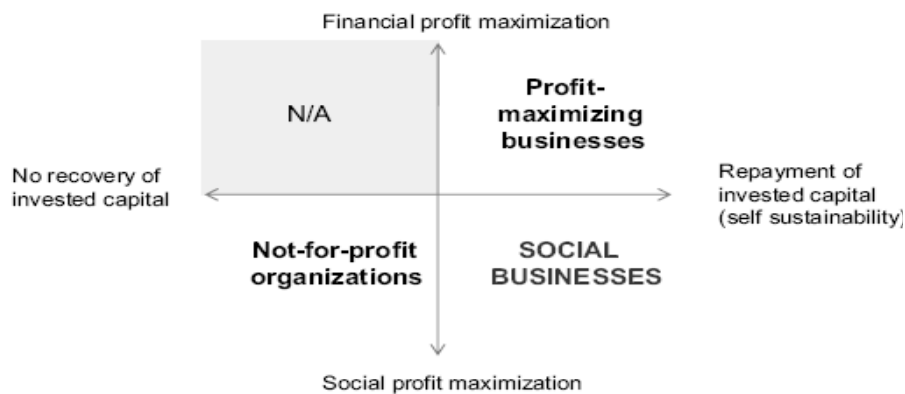 Financial profit maximization
N/A
Profit-
maximizing
businesses
No recovery of
invested capital
Repayment of
invested capital
(self sustainability)
Not-for-profit
organizations
SOCIAL
BUSINESSES
Social profit maximization